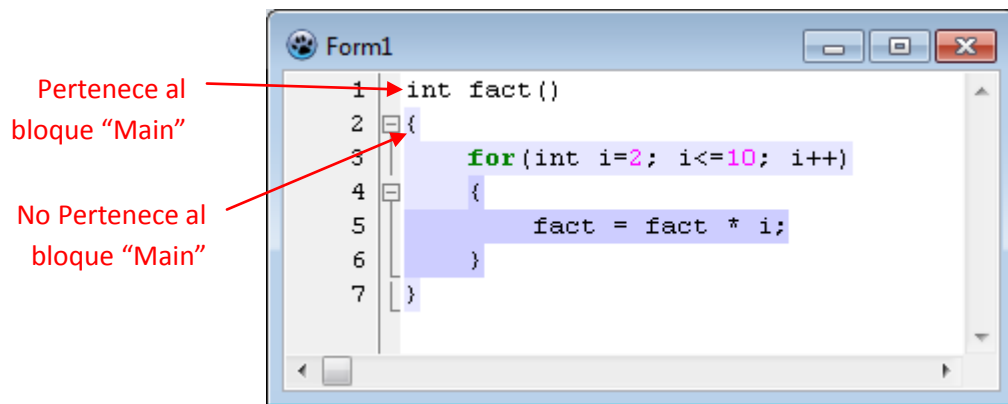 Form1
Pertenece al
bloque “Main”
No Pertenece al
bloque “Main”
1 int fact()
2 {
3 for(int i=2; i<=10; i++)
4 {
5 fact = fact * i;
6 }
7 }